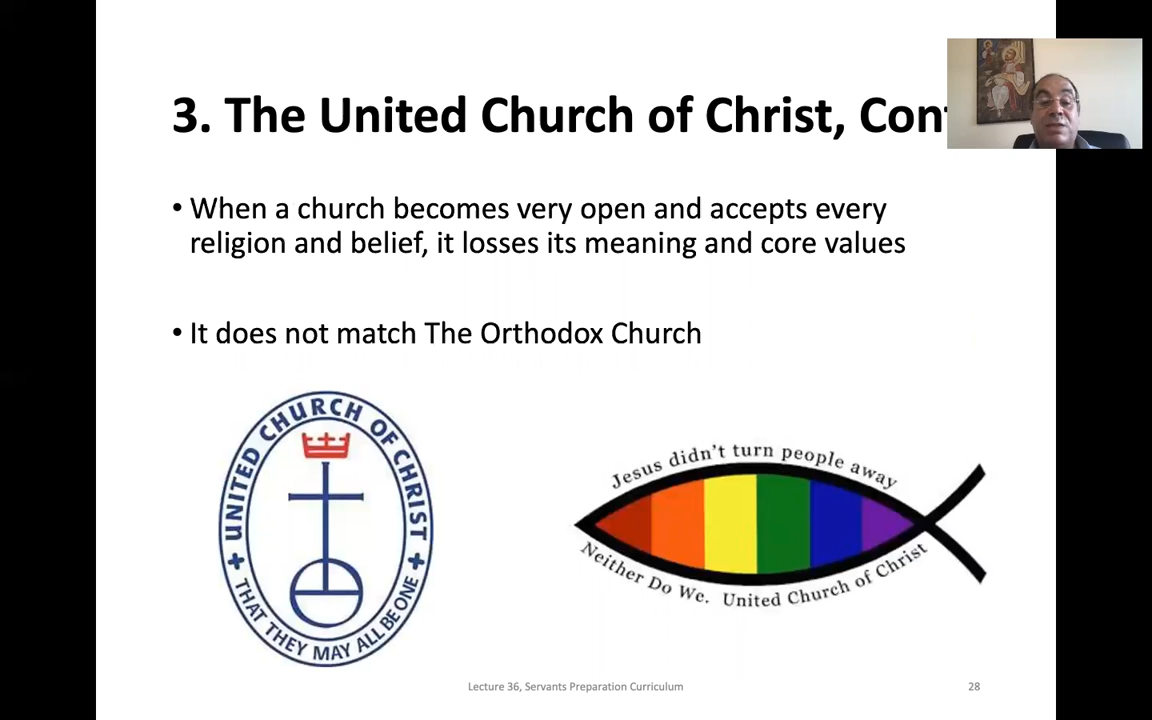 3. The United Church of Christ, Con
• When a church becomes very open and accepts every
religion and belief, it losses its meaning and core values
• It does not match The Orthodox Church
UNITED CHURCH OF CHRIST
THAT THEY MAY ALL BE ONE
Jesus didn't turn people away
Neither Do We. United Church of Christ
Lecture 36, Servants Preparation Curriculum
28